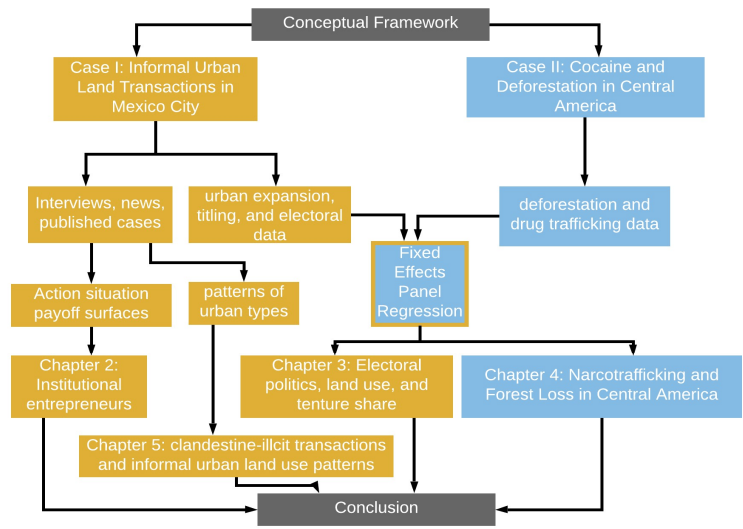 Conceptual Framework
Case I: Informal Urban
Land Transactions in
Mexico City
Case II: Cocaine and
Deforestation in Central
America
Interviews, news,
published cases
urban expansion,
titling, and electoral
data
deforestation and
drug trafficking data
Fixed
Effects
Panel
Regression
Action situation
payoff surfaces
patterns of
urban types
Chapter 2:
Institutional
entrepreneurs
Chapter 3: Electoral
politics, land use, and
tenture share
Chapter 4: Narcotrafficking and
Forest Loss in Central America
Chapter 5: clandestine-illcit transactions
and informal urban land use patterns
Conclusion